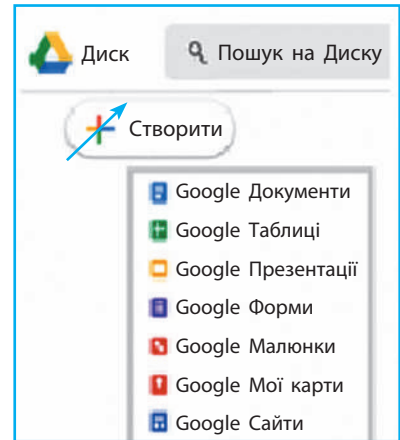 Диск
Пошук на Диску
Створити
Google Документи
Google Таблиці
Google Презентації
Google Форми
Google Малюнки
Google Мої карти
Google Сайти